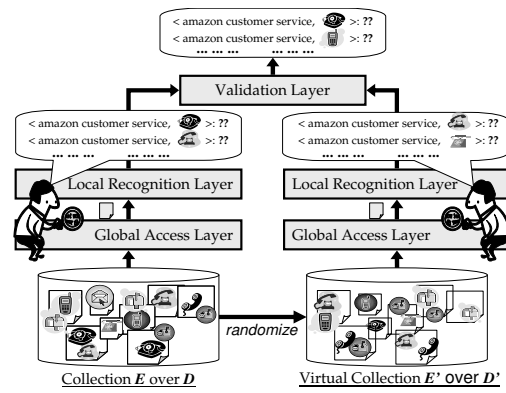 < amazon customer service, >: ??
< amazon customer service, >: ??
... ... ... ... ... ...
Validation Layer
< amazon customer service, >: ??
< amazon customer service, >: ??
... ... ... ... ... ...
< amazon customer service, >: ??
< amazon customer service, >: ??
... ... ... ... ... ...
Local Recognition Layer
Local Recognition Layer
Global Access Layer
Global Access Layer
randomize
Collection E over D
Virtual Collection E' over D'